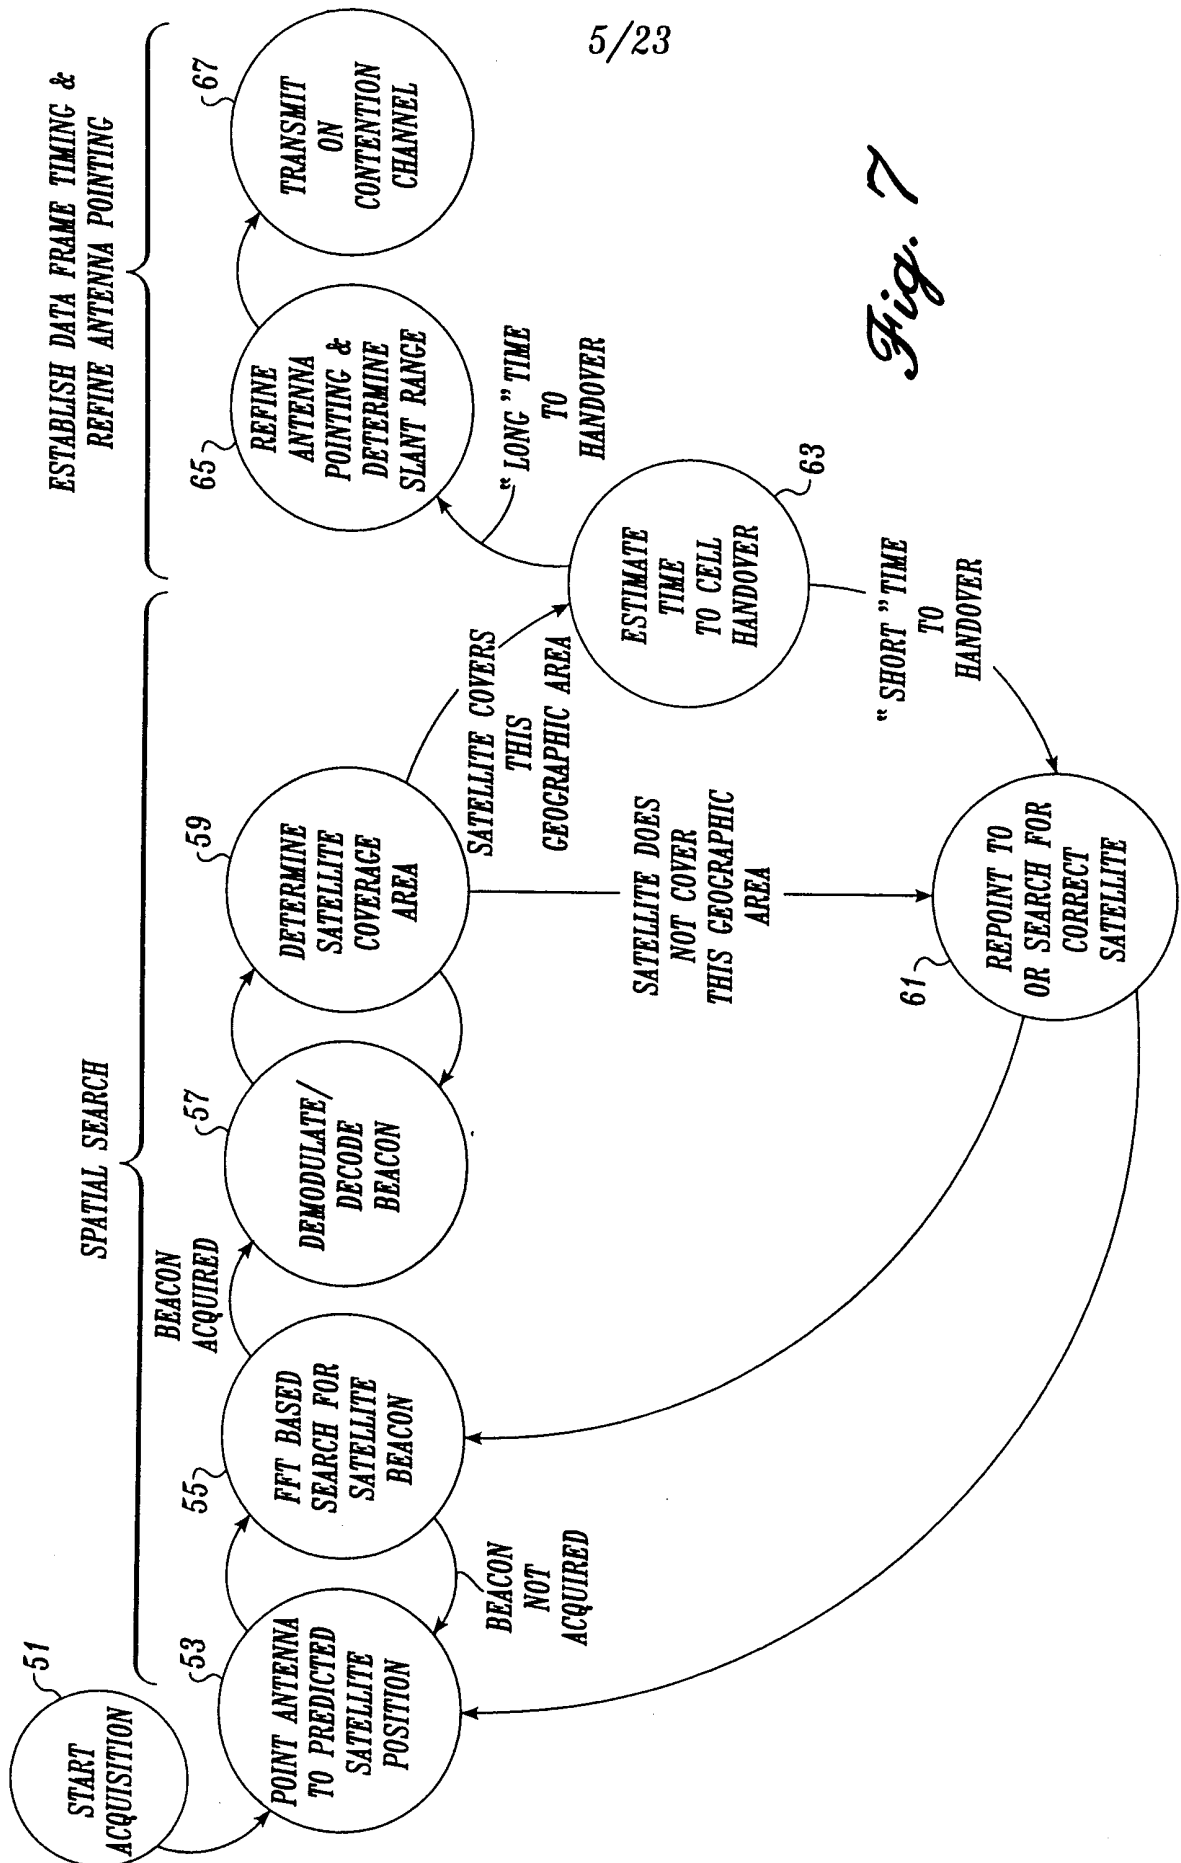 5/23
SPATIAL SEARCH
ESTABLISH DATA FRAME TIMING &
REFINE ANTENNA POINTING
51
START
ACQUISITION
53
POINT ANTENNA
TO PREDICTED
SATELLITE
POSITION
BEACON
NOT
ACQUIRED
55
FFT BASED
SEARCH FOR
SATELLITE
BEACON
BEACON
ACQUIRED
57
DEMODULATE/
DECODE
BEACON
59
DETERMINE
SATELLITE
COVERAGE
AREA
SATELLITE COVERS
THIS
GEOGRAPHIC AREA
SATELLITE DOES
NOT COVER
THIS GEOGRAPHIC
AREA
61
REPOINT TO
OR SEARCH FOR
CORRECT
SATELLITE
63
ESTIMATE
TIME
TO CELL
HANDOVER
"SHORT" TIME
TO
HANDOVER
"LONG" TIME
TO
HANDOVER
65
REFINE
ANTENNA
POINTING &
DETERMINE
SLANT RANGE
67
TRANSMIT
ON
CONTENTION
CHANNEL
Fig. 7